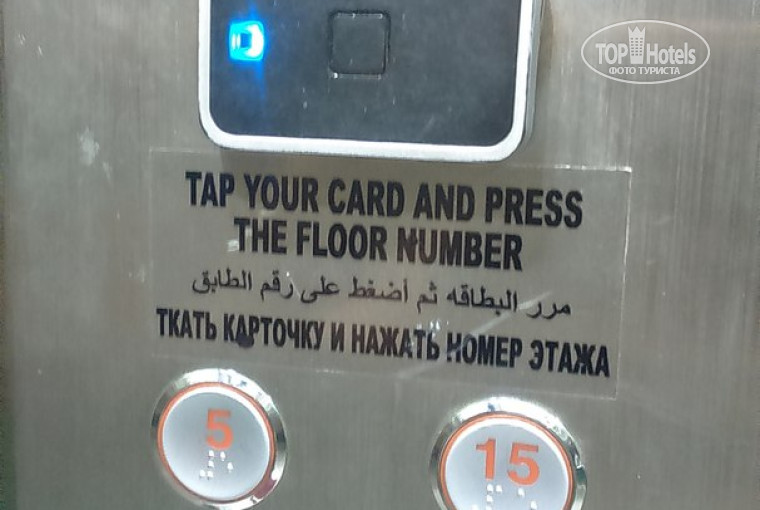 TOP Hotels
ФОТО ТУРИСТА
TAP YOUR CARD AND PRESS
THE FLOOR NUMBER
مرر البطاقه ثم أضغط على رقم الطابق
ТКАТЬ КАРТОЧКУ И НАЖАТЬ НОМЕР ЭТАЖА
5 15